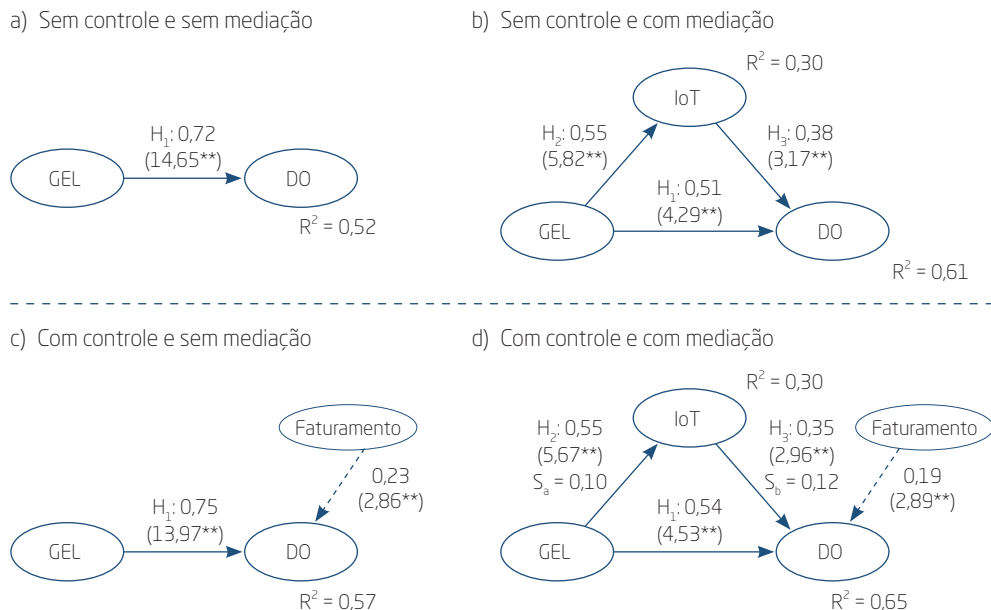 a) Sem controle e sem mediação
GEL
H₁: 0,72
(14,65**)
DO
R² = 0,52
b) Sem controle e com mediação
R² = 0,30
IoT
H₂: 0,55
(5,82**)
H₃: 0,38
(3,17**)
H₁: 0,51
(4,29**)
GEL
DO
R² = 0,61
c) Com controle e sem mediação
Faturamento
0,23
(2,86**)
H₁: 0,75
(13,97**)
GEL
DO
R² = 0,57
d) Com controle e com mediação
R² = 0,30
IoT
H₂: 0,55
(5,67**)
Sₐ = 0,10
H₃: 0,35
(2,96**)
S_b = 0,12
Faturamento
0,19
(2,89**)
H₁: 0,54
(4,53**)
GEL
DO
R² = 0,65